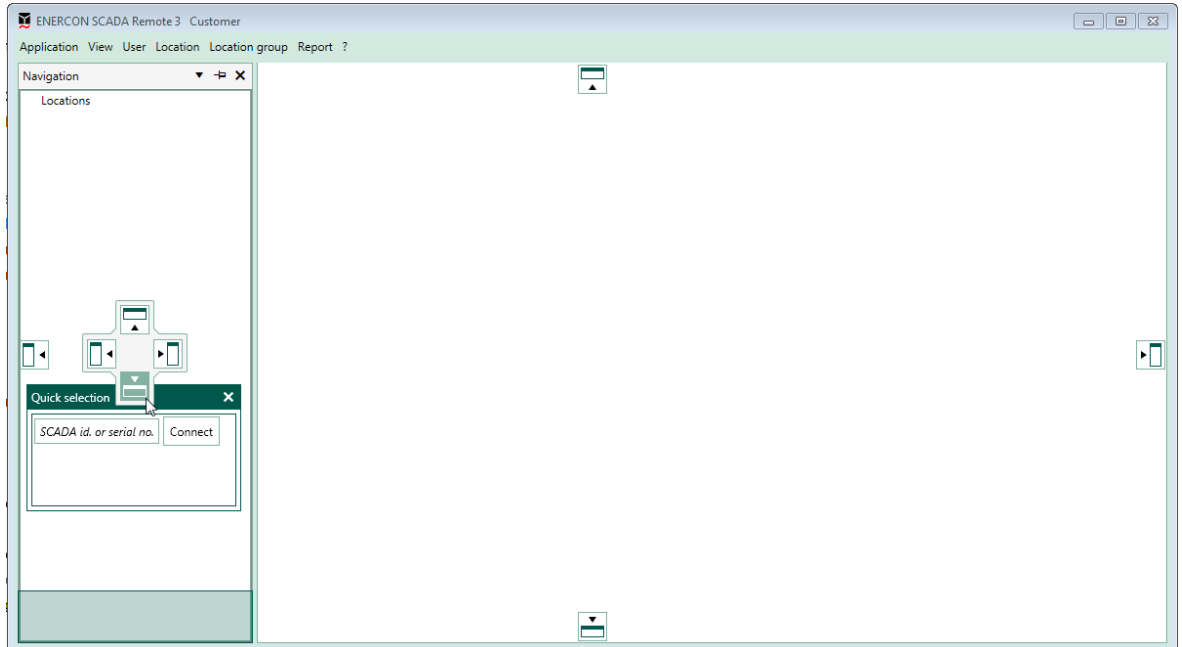 ENERCON SCADA Remote 3 Customer
Application View User Location Location group Report ?
Navigation
Locations
Quick selection
SCADA id. or serial no. Connect